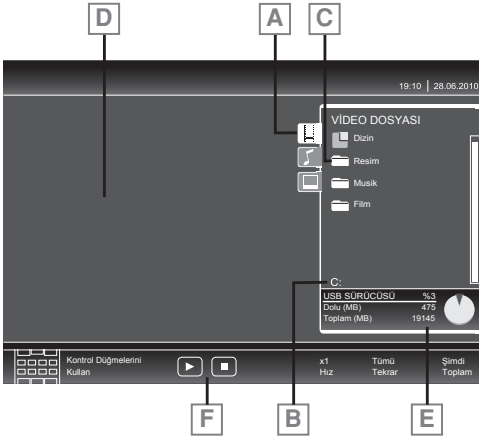 D
A
C
19:10 | 28.06.2010
VİDEO DOSYASI
Dizin
Resim
Musik
Film
C:
USB SÜRÜCÜSÜ %3
Dolu (MB) 475
Toplam (MB) 19145
Kontrol Düğmelerini
Kullan
x1
Hız
Tümü
Tekrar
Şimdi
Toplam
F
B
E